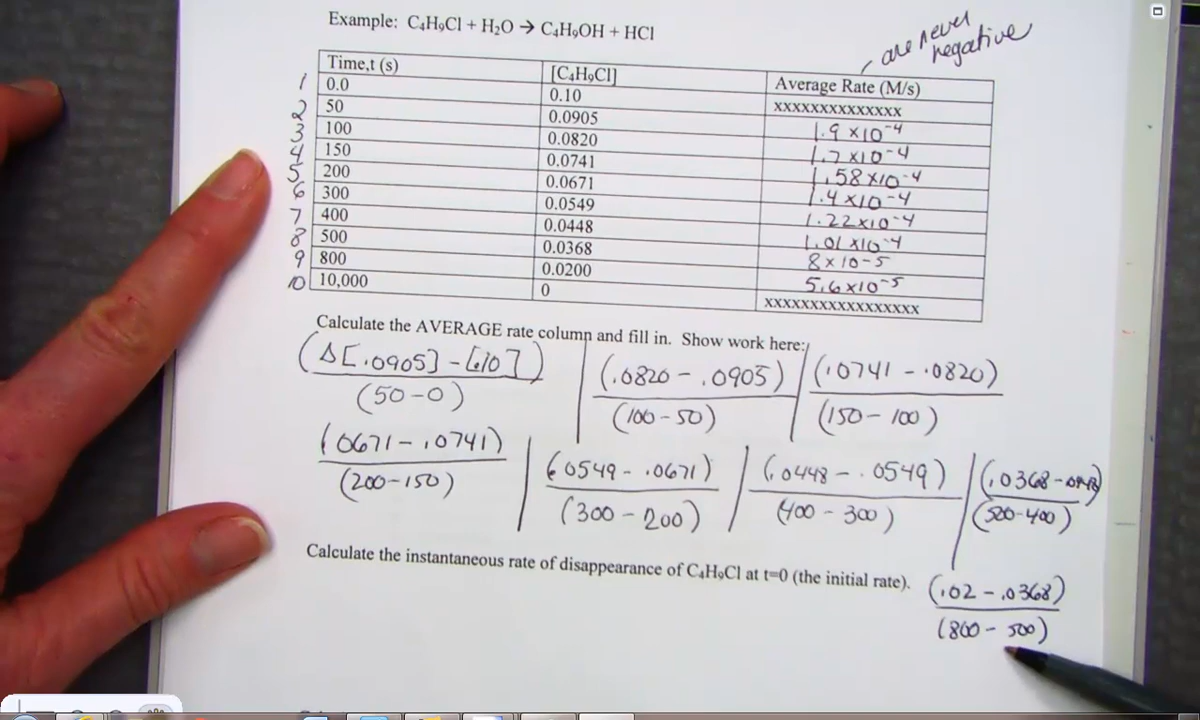 Example: C₄H₉Cl + H₂O → C₄H₉OH + HCl
are never
negative
Time,t (s) [C₄H₉Cl] Average Rate (M/s)
1 0.0 0.10 xxxxxxxxxxxxxx
2 50 0.0905 1.9 ×10⁻⁴
3 100 0.0820 1.7 ×10⁻⁴
4 150 0.0741 1.58×10⁻⁴
5 200 0.0671 1.4 ×10⁻⁴
6 300 0.0549 1.22×10⁻⁴
7 400 0.0448 1.01 ×10⁻⁴
8 500 0.0368 8×10⁻⁵
9 800 0.0200 5.6×10⁻⁵
10 10,000 0 xxxxxxxxxxxxxxxxx
Calculate the AVERAGE rate column and fill in. Show work here:
(Δ[.0905] - [.10]) (.0820 - .0905) (.0741 - .0820)
(50-0) (100-50) (150-100)
(.0671-.0741) (.0549-.0671) (.0448-.0549) (.0368-.0448)
(200-150) (300-200) (400-300) (500-400)
Calculate the instantaneous rate of disappearance of C₄H₉Cl at t=0 (the initial rate).
(.02 - .0368)
(800 - 500)